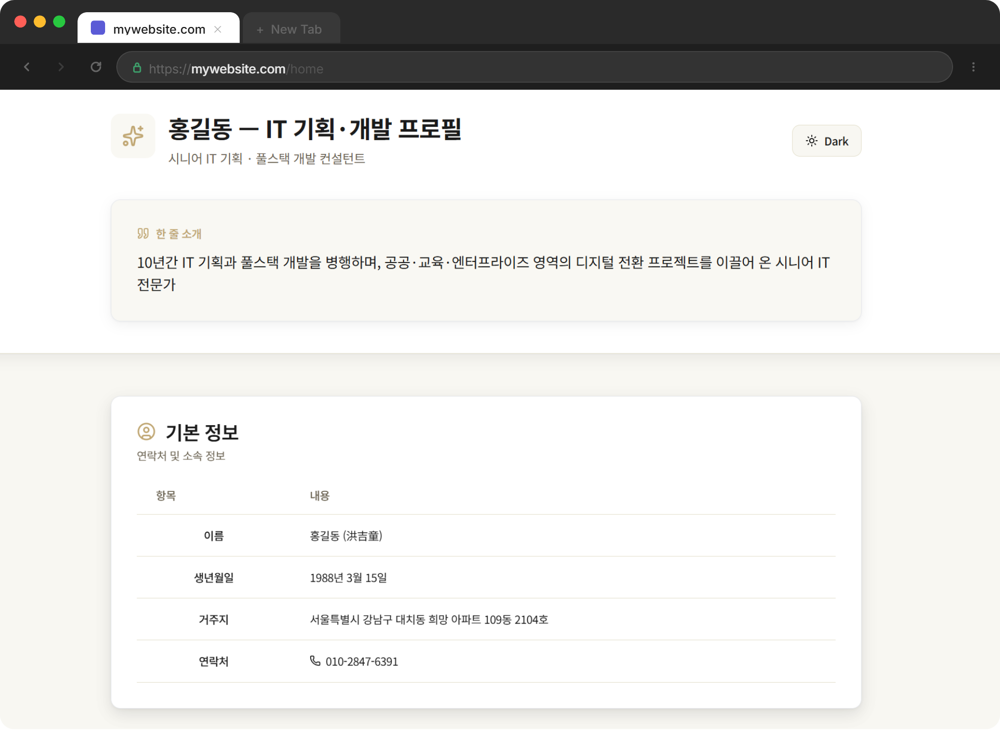 mywebsite.com
+ New Tab
https://mywebsite.com/home
홍길동 — IT 기획·개발 프로필
시니어 IT 기획 · 풀스택 개발 컨설턴트
Dark
한 줄 소개
10년간 IT 기획과 풀스택 개발을 병행하며, 공공·교육·엔터프라이즈 영역의 디지털 전환 프로젝트를 이끌어 온 시니어 IT
전문가
기본 정보
연락처 및 소속 정보
항목 내용
이름 홍길동 (洪吉童)
생년월일 1988년 3월 15일
거주지 서울특별시 강남구 대치동 희망 아파트 109동 2104호
연락처 010-2847-6391